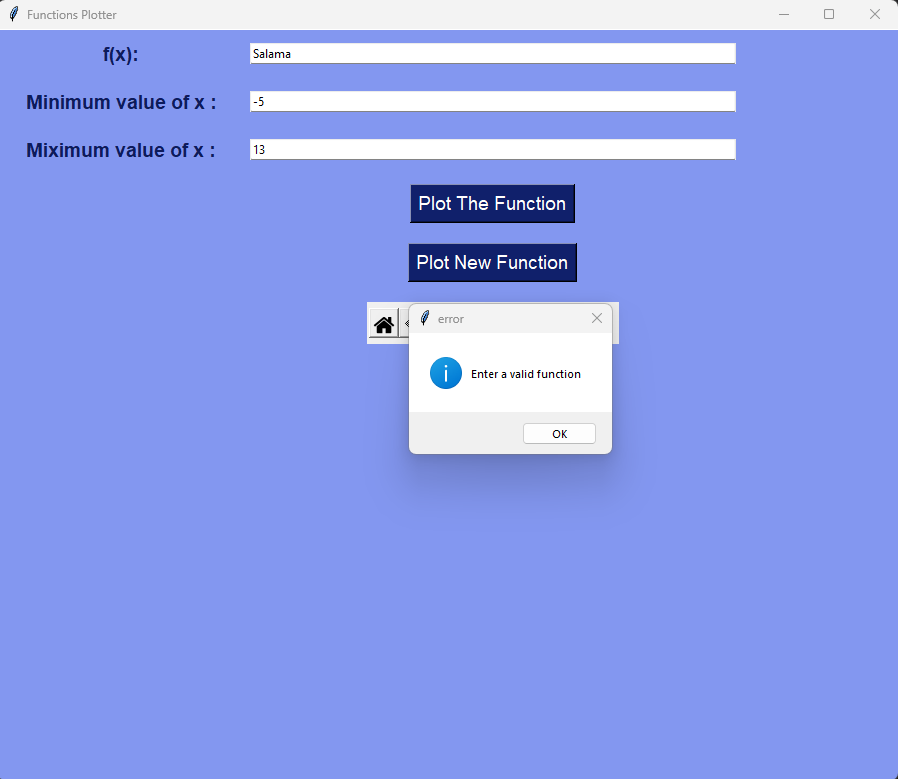 Functions Plotter
f(x):
Salama
Minimum value of x :
-5
Miximum value of x :
13
Plot The Function
Plot New Function
error
Enter a valid function
OK